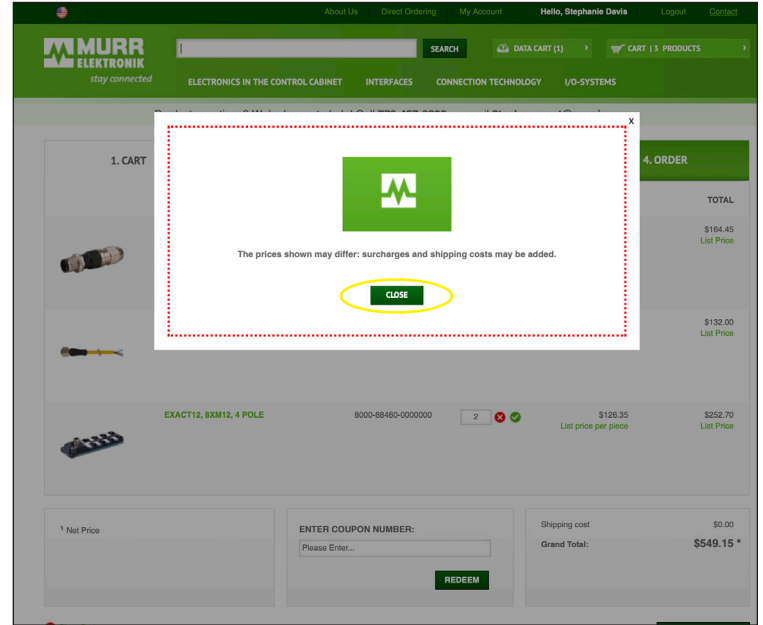 About Us Direct Ordering My Account Hello, Stephanie Davis Logout Contact
MURR
ELEKTRONIK
stay connected
SEARCH
DATA CART (1)
CART | 3 PRODUCTS
ELECTRONICS IN THE CONTROL CABINET INTERFACES CONNECTION TECHNOLOGY I/O-SYSTEMS
x
1. CART
4. ORDER
TOTAL
$164.45
List Price
The prices shown may differ: surcharges and shipping costs may be added.
CLOSE
$132.00
List Price
EXACT12, 8XM12, 4 POLE 8000-88460-0000000 2 $126.35 $252.70
List price per piece List Price
1 Net Price
ENTER COUPON NUMBER:
Please Enter...
REDEEM
Shipping cost $0.00
Grand Total: $549.15 *